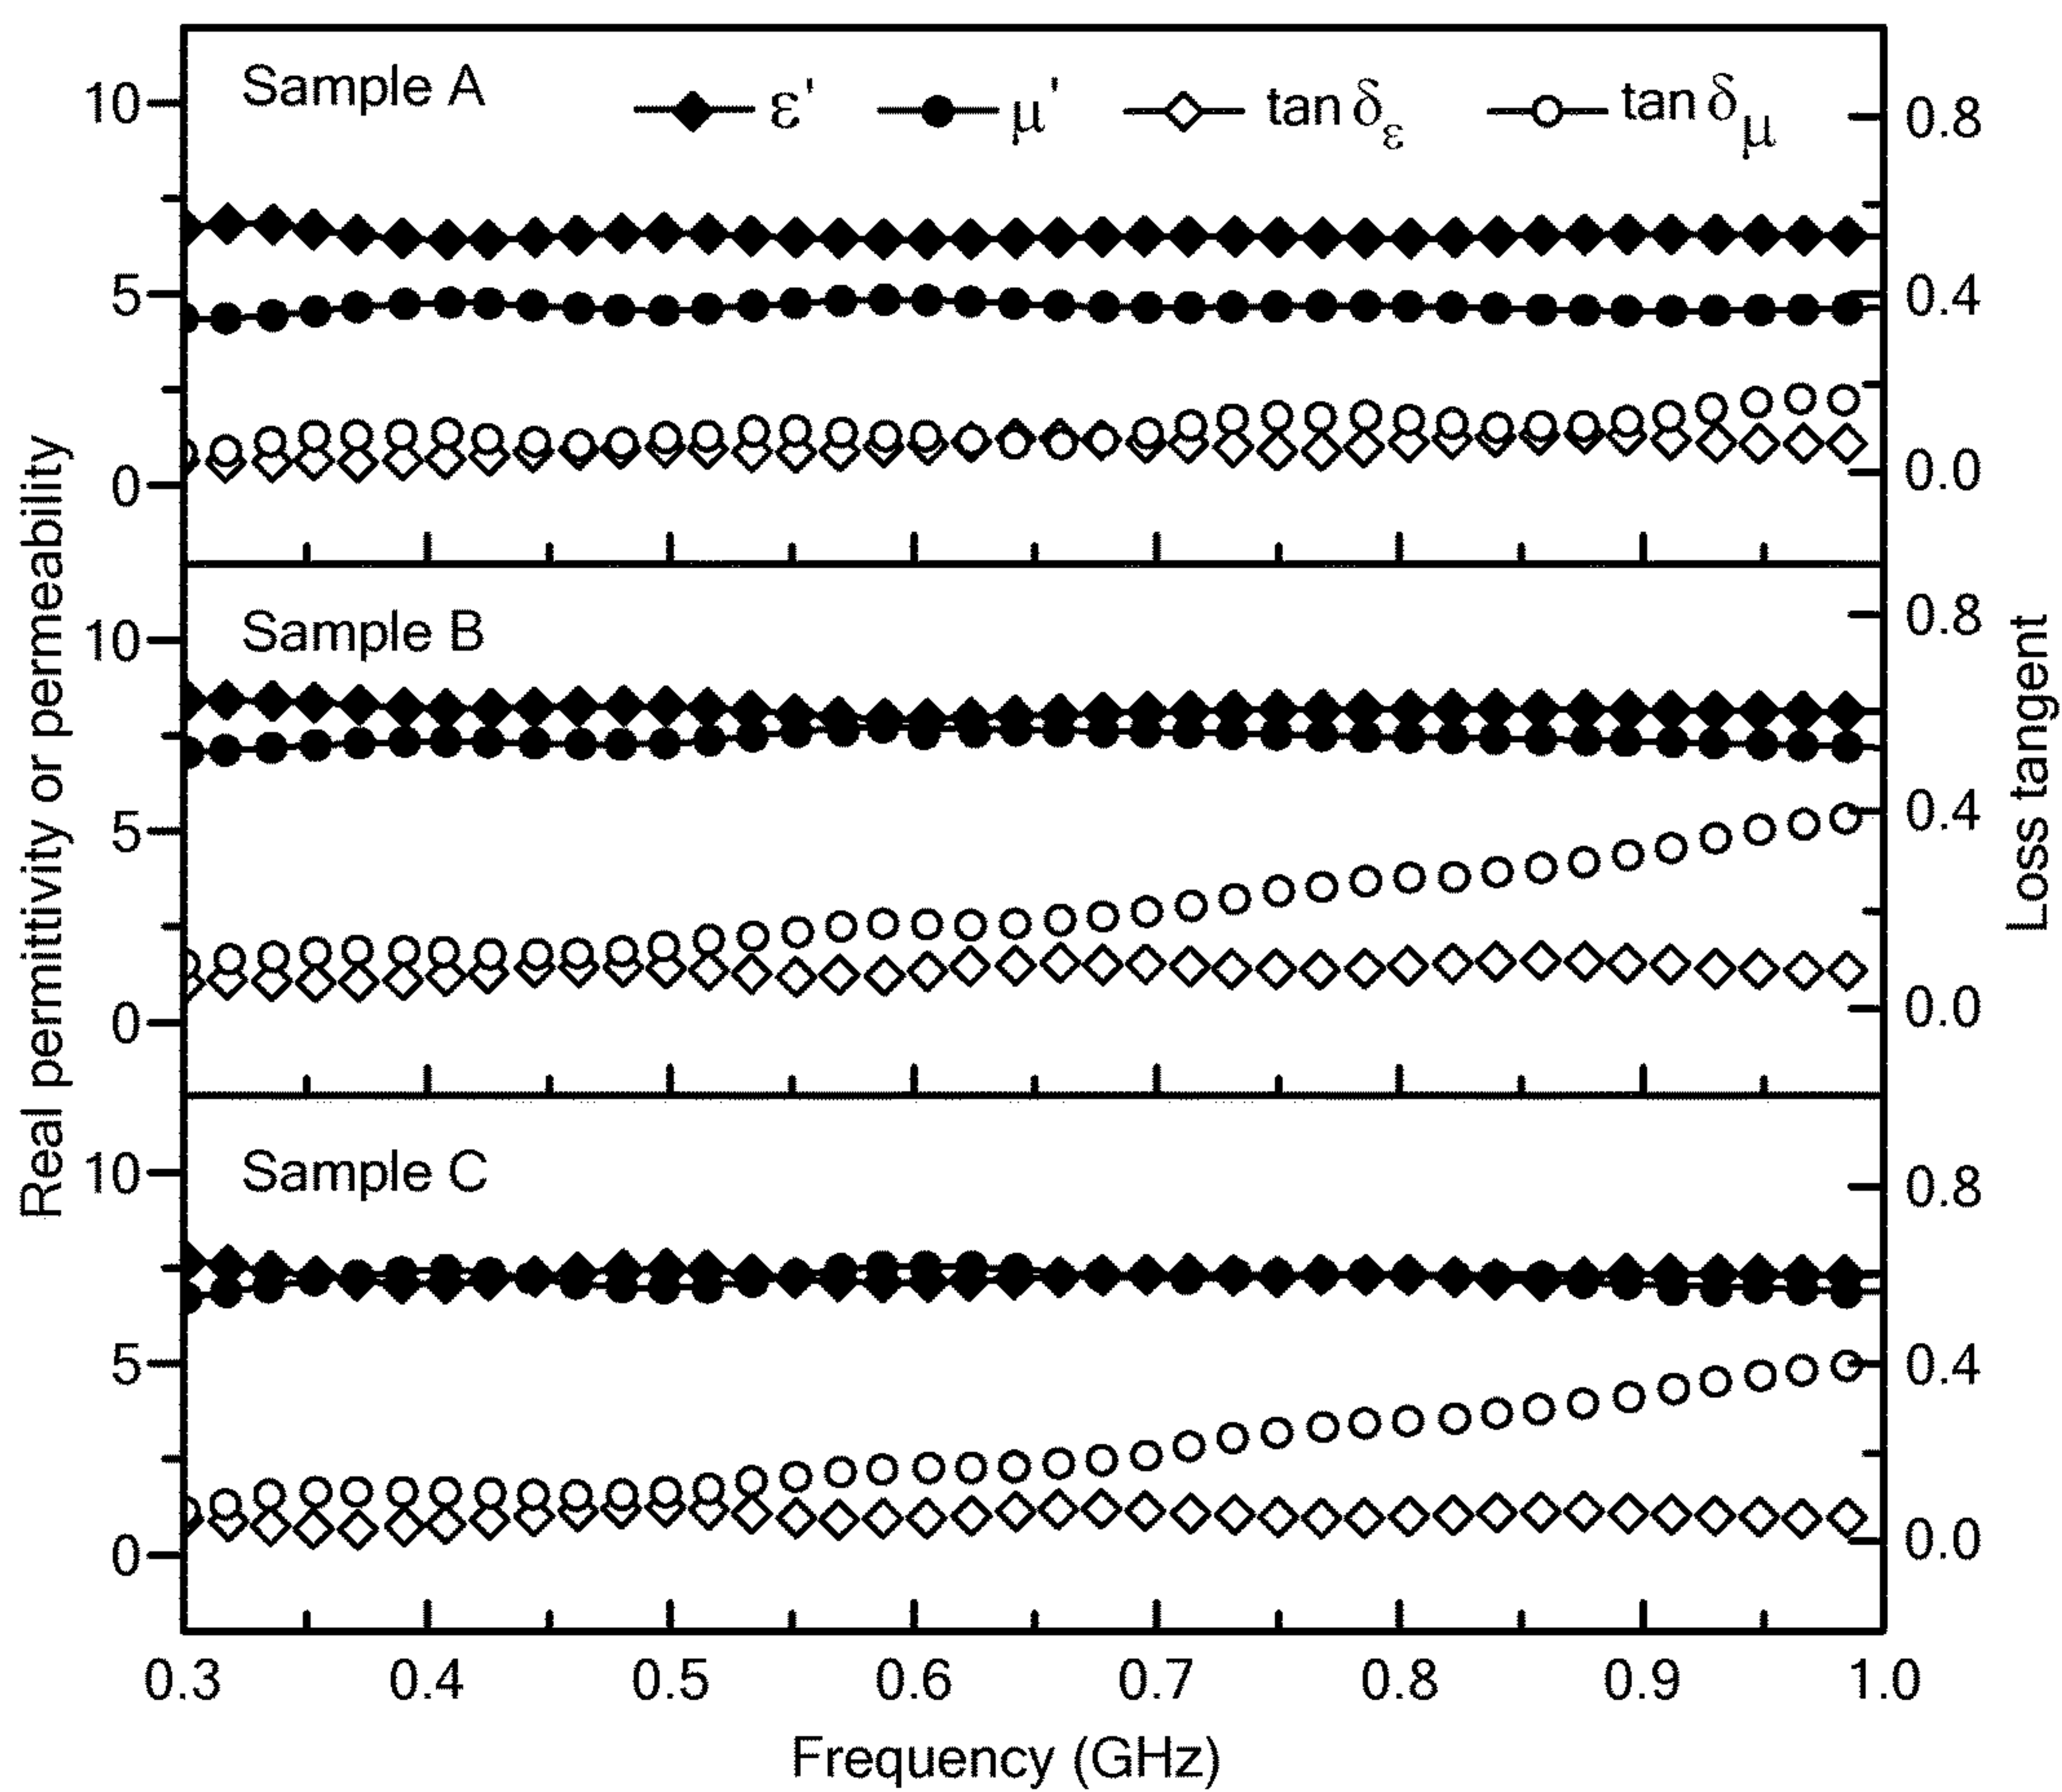 Sample A
ε' μ' tan δε tan δμ
10
5
0
0.8
0.4
0.0
Sample B
10
5
0
0.8
0.4
0.0
Sample C
10
5
0
0.8
0.4
0.0
Real permittivity or permeability
Loss tangent
0.3 0.4 0.5 0.6 0.7 0.8 0.9 1.0
Frequency (GHz)